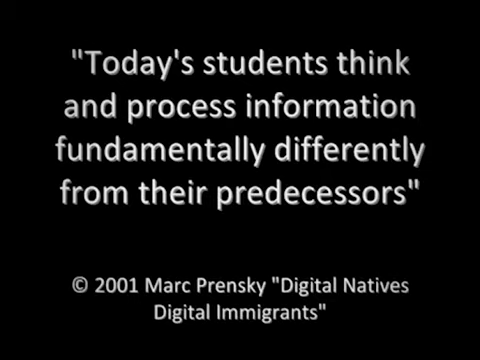 "Today's students think
and process information
fundamentally differently
from their predecessors"
© 2001 Marc Prensky "Digital Natives
Digital Immigrants"